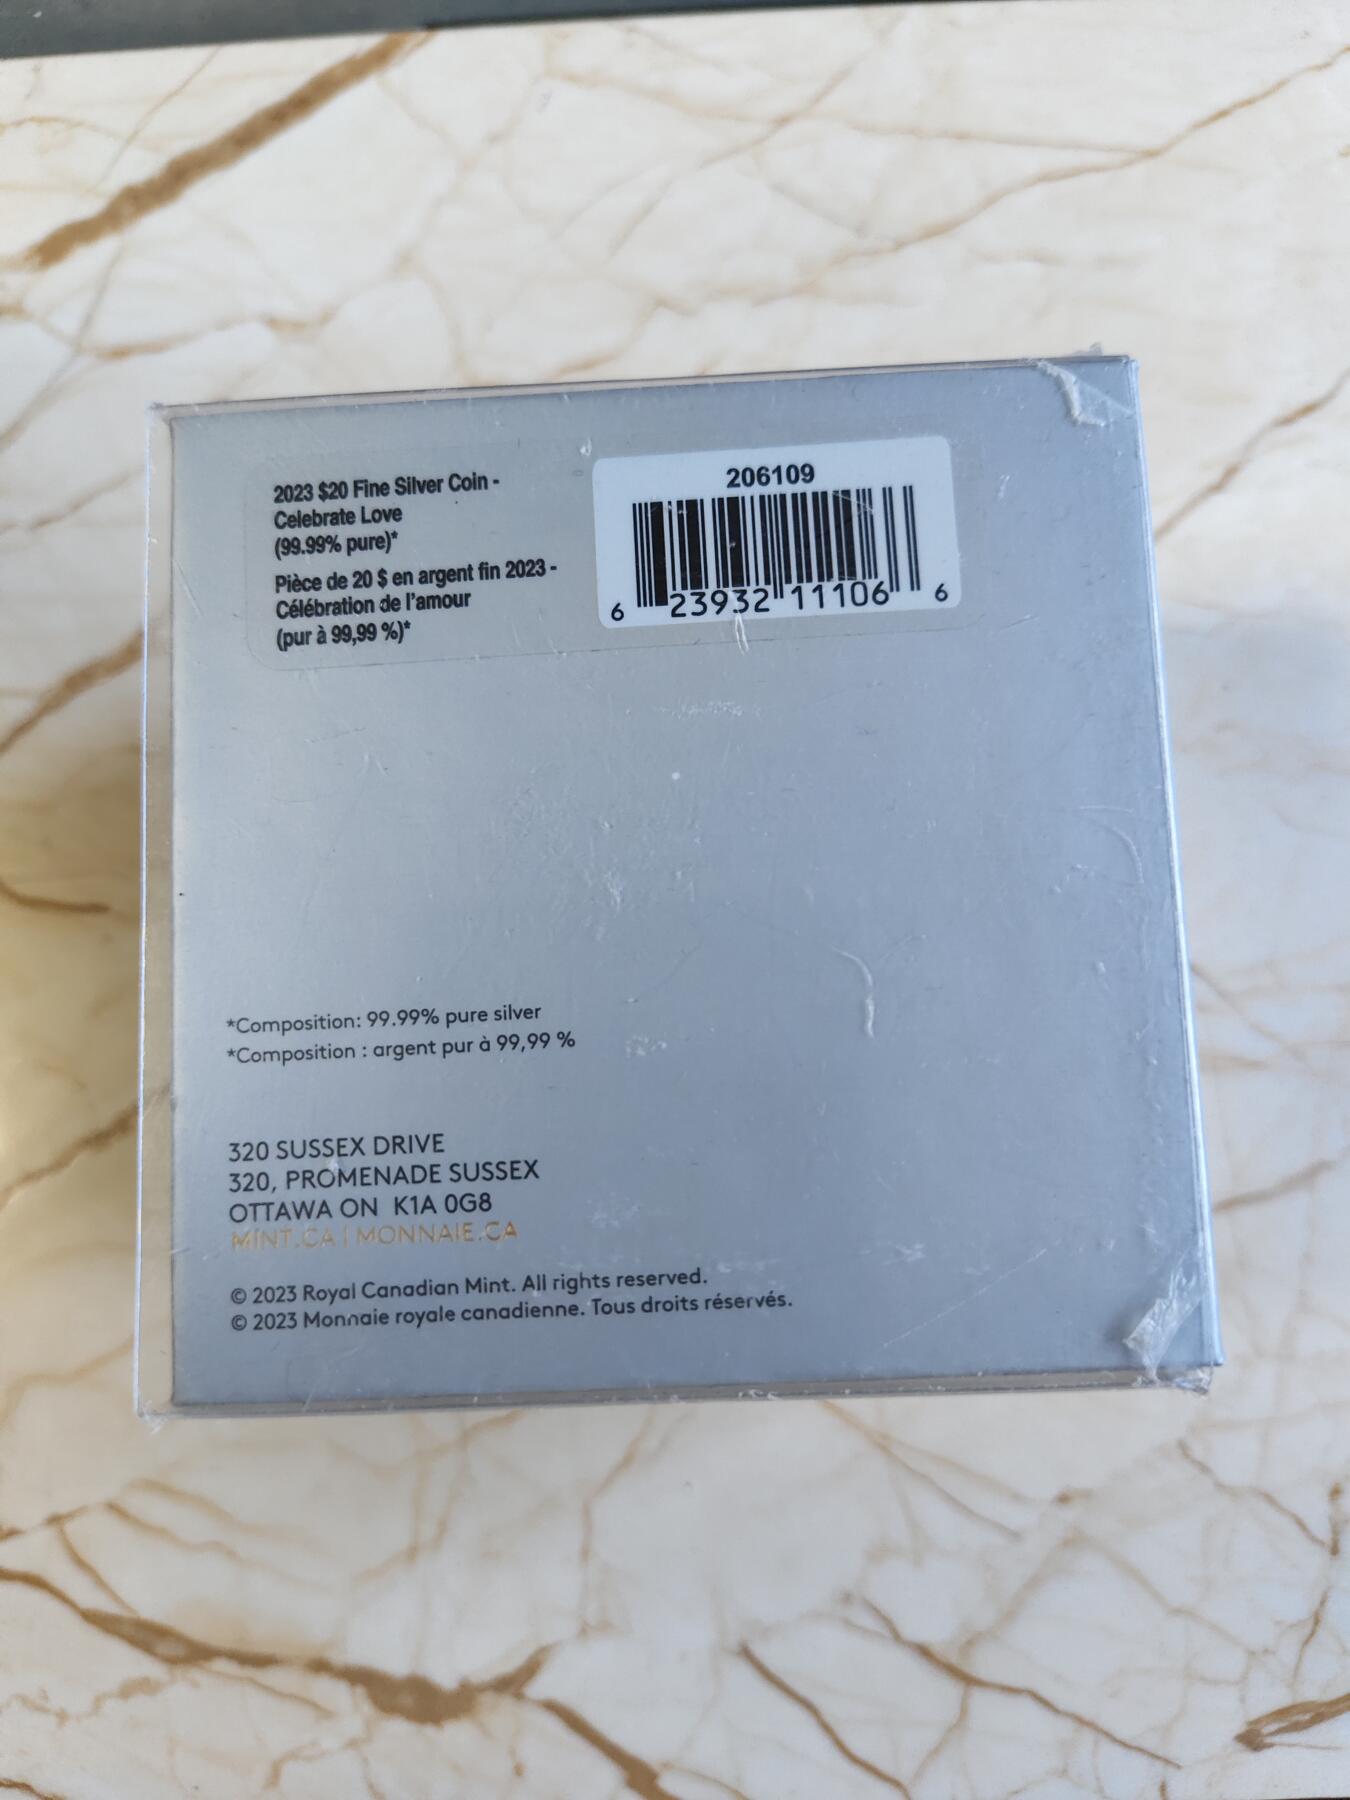 2023 $20 Fine Silver Coin -
Celebrate Love
(99.99% pure)*
Pièce de 20 $ en argent fin 2023 -
Célébration de l'amour
(pur à 99,99 %)*
206109
6 23932 11106 6
*Composition: 99.99% pure silver
*Composition : argent pur à 99,99 %
320 SUSSEX DRIVE
320, PROMENADE SUSSEX
OTTAWA ON K1A 0G8
MINT.CA | MONNAIE.CA
© 2023 Royal Canadian Mint. All rights reserved.
© 2023 Monnaie royale canadienne. Tous droits réservés.